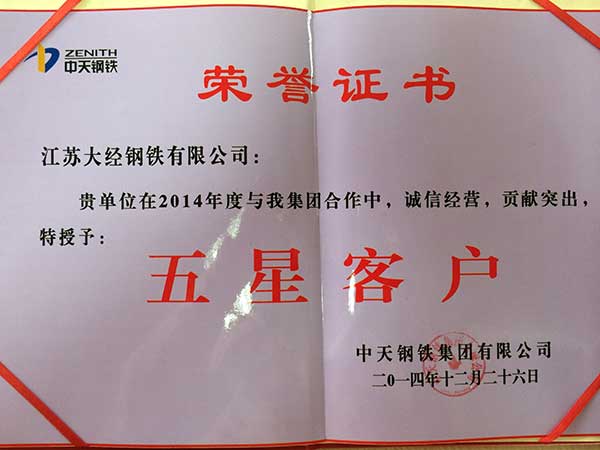 ZENITH
中天钢铁
荣誉证书
江苏大经钢铁有限公司：
贵单位在2014年度与我集团合作中，诚信经营，贡献突出，
特授予：
五星客户
中天钢铁集团有限公司
二0一四年十二月二十六日